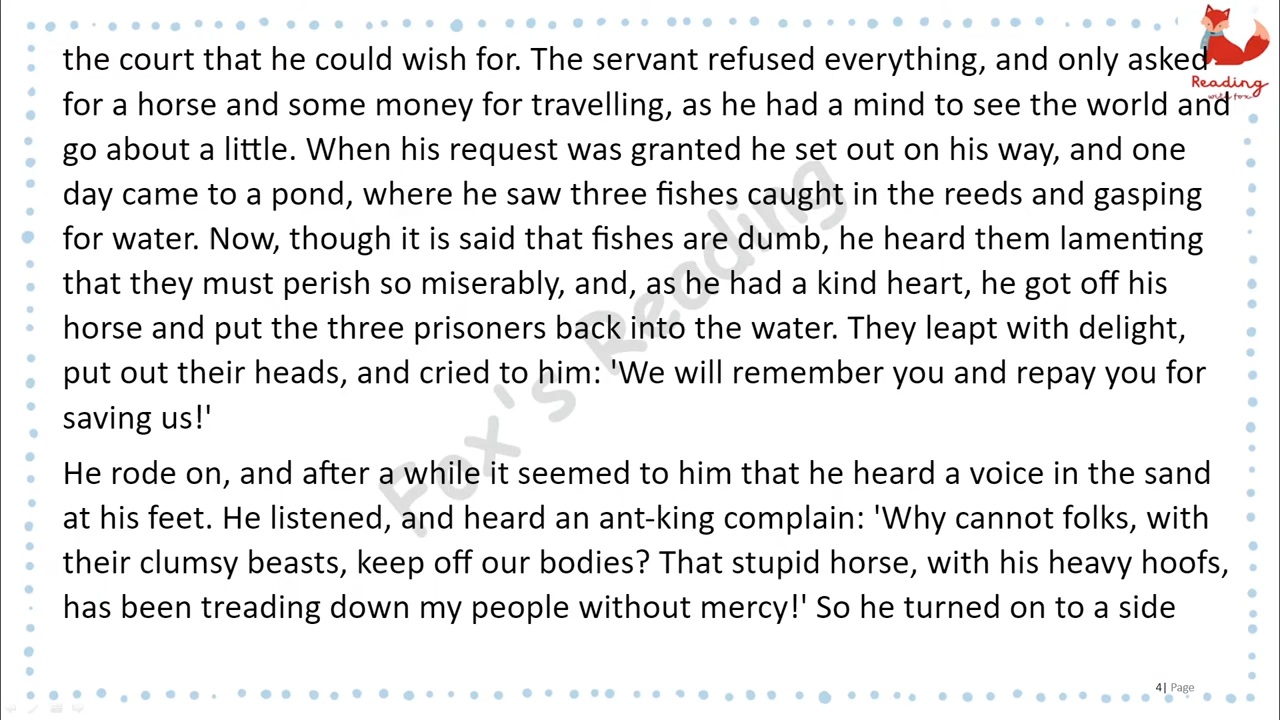 the court that he could wish for. The servant refused everything, and only asked
for a horse and some money for travelling, as he had a mind to see the world and
go about a little. When his request was granted he set out on his way, and one
day came to a pond, where he saw three fishes caught in the reeds and gasping
for water. Now, though it is said that fishes are dumb, he heard them lamenting
that they must perish so miserably, and, as he had a kind heart, he got off his
horse and put the three prisoners back into the water. They leapt with delight,
put out their heads, and cried to him: 'We will remember you and repay you for
saving us!'
He rode on, and after a while it seemed to him that he heard a voice in the sand
at his feet. He listened, and heard an ant-king complain: 'Why cannot folks, with
their clumsy beasts, keep off our bodies? That stupid horse, with his heavy hoofs,
has been treading down my people without mercy!' So he turned on to a side
Reading
with fox
Fox's Reading
4| Page